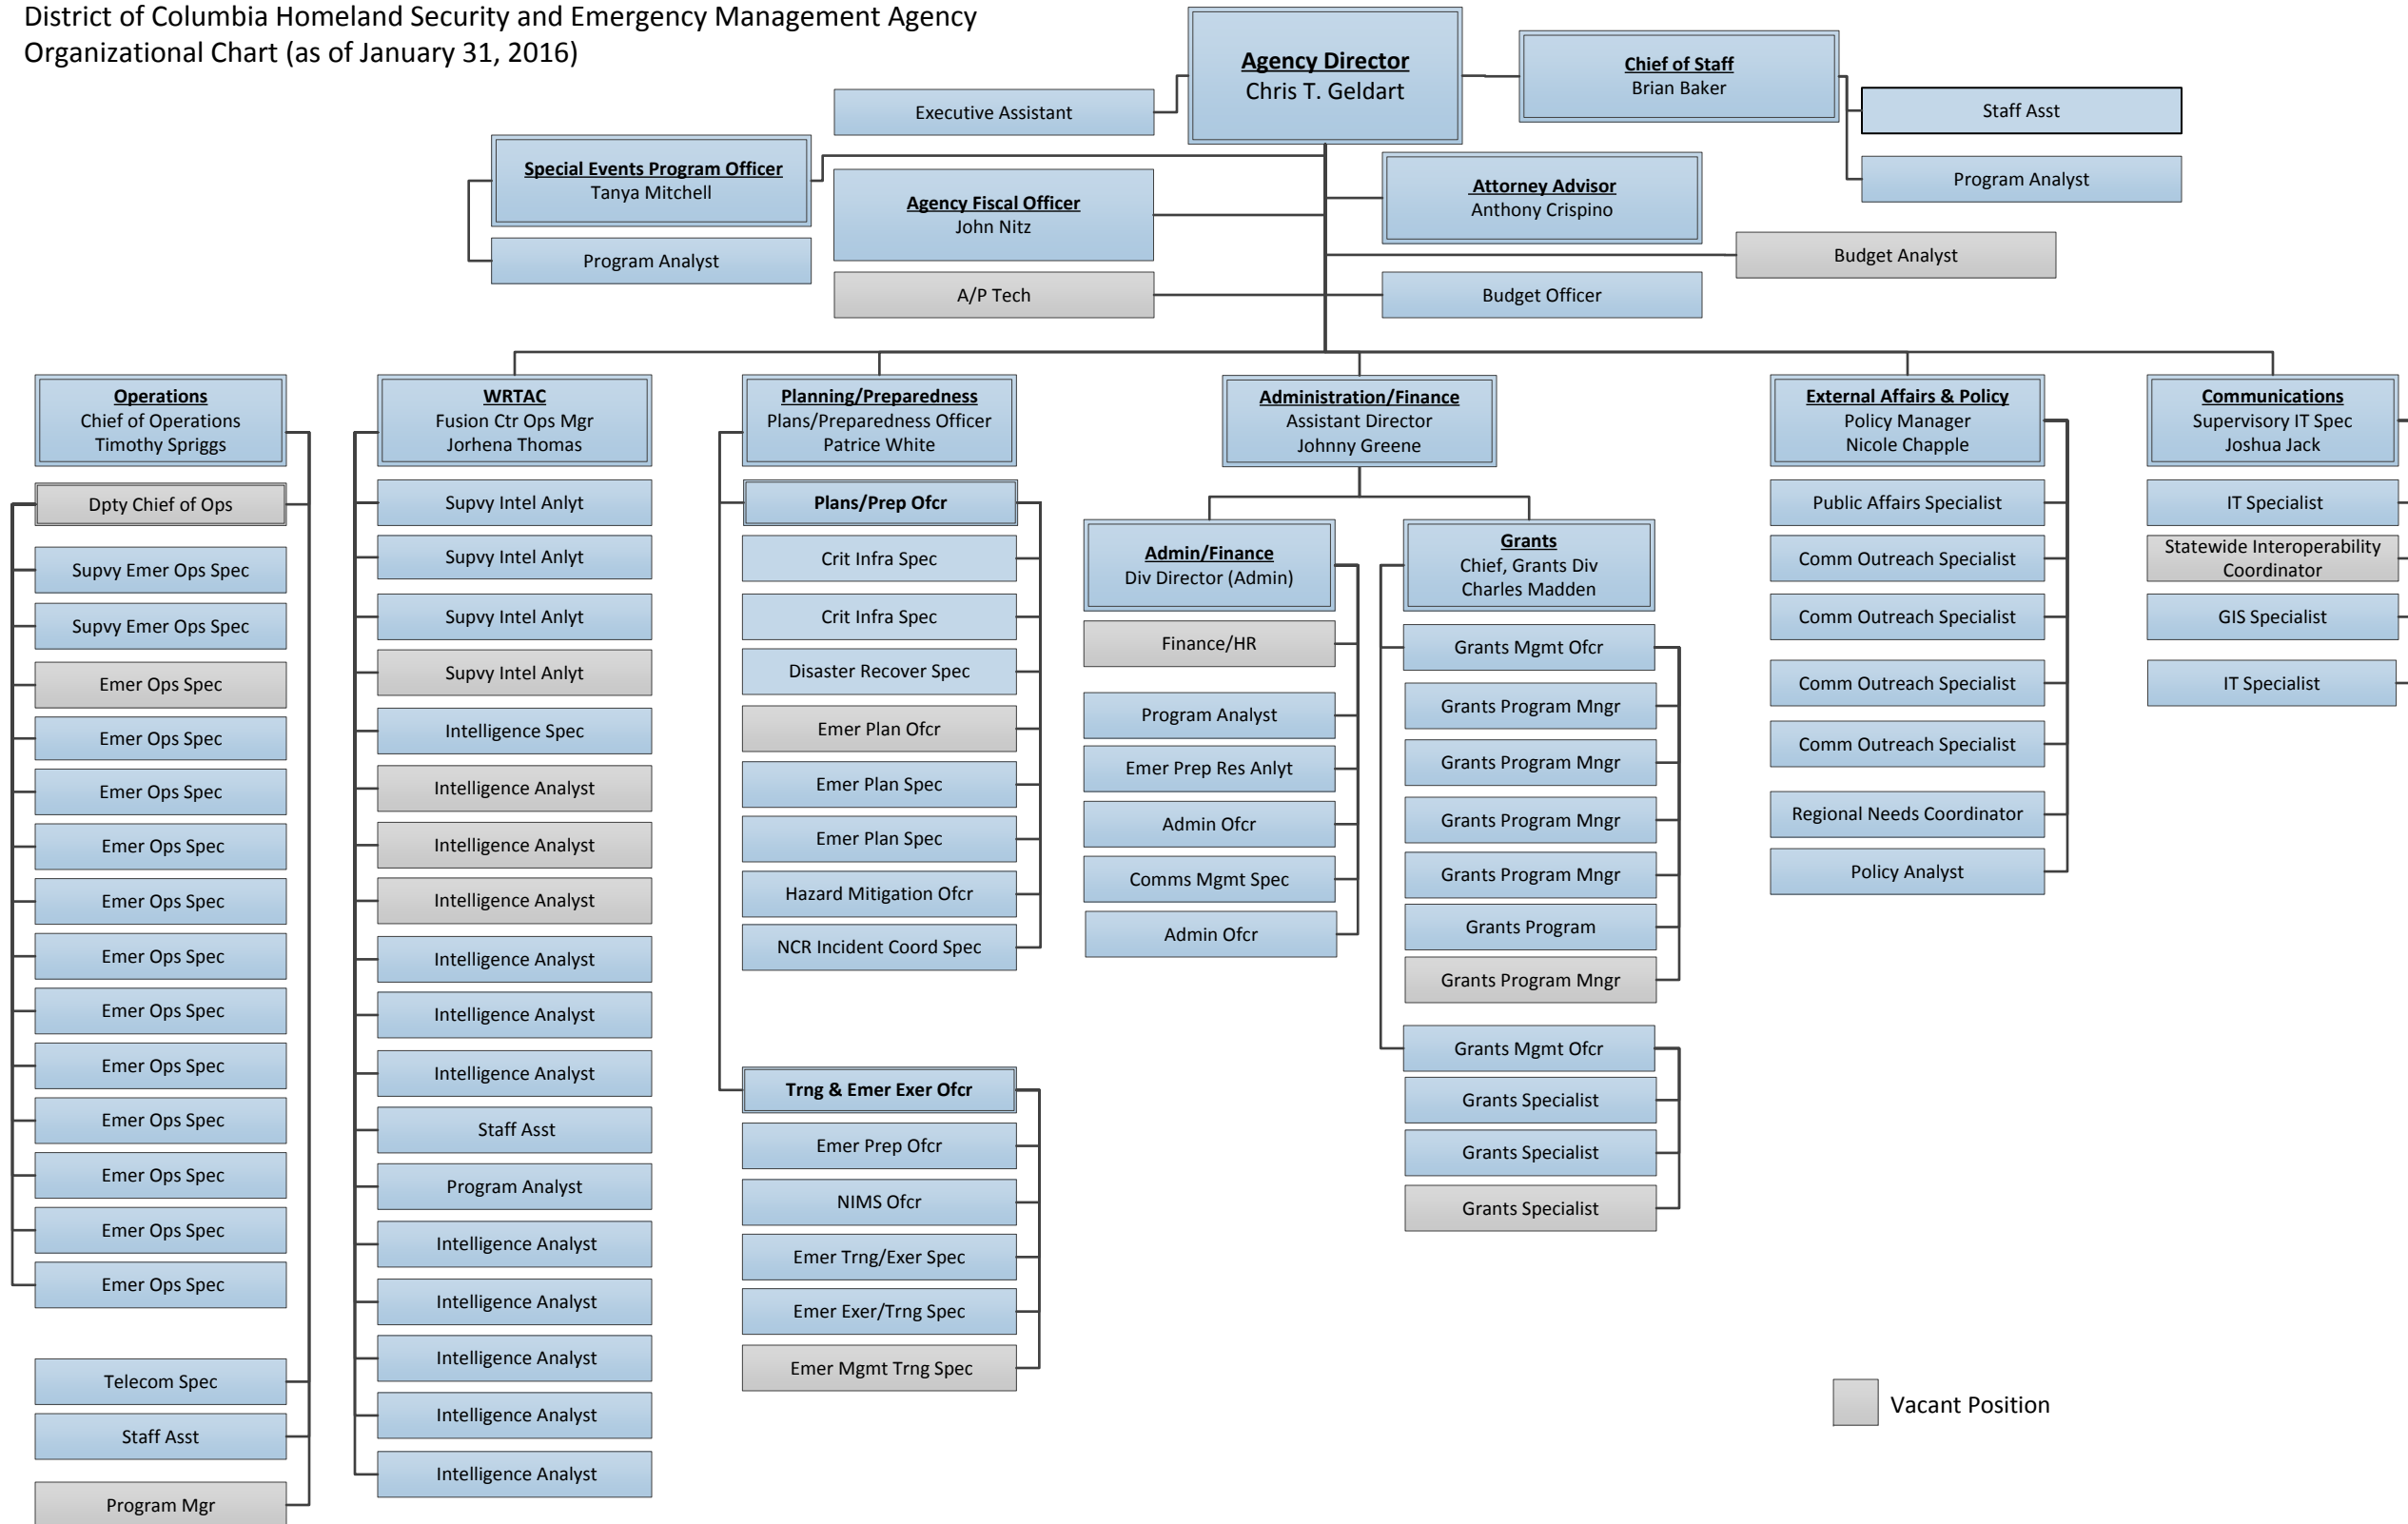 District of Columbia Homeland Security and Emergency Management Agency
Organizational Chart (as of January 31, 2016)
Agency Director
Chris T. Geldart
Chief of Staff
Brian Baker
Executive Assistant
Staff Asst
Program Analyst
Special Events Program Officer
Tanya Mitchell
Program Analyst
Agency Fiscal Officer
John Nitz
Attorney Advisor
Anthony Crispino
Budget Analyst
A/P Tech
Budget Officer
Operations
Chief of Operations
Timothy Spriggs
Dpty Chief of Ops
Supvy Emer Ops Spec
Supvy Emer Ops Spec
Emer Ops Spec
Emer Ops Spec
Emer Ops Spec
Emer Ops Spec
Emer Ops Spec
Emer Ops Spec
Emer Ops Spec
Emer Ops Spec
Emer Ops Spec
Emer Ops Spec
Emer Ops Spec
Emer Ops Spec
Telecom Spec
Staff Asst
Program Mgr
WRTAC
Fusion Ctr Ops Mgr
Jorhena Thomas
Supvy Intel Anlyt
Supvy Intel Anlyt
Supvy Intel Anlyt
Supvy Intel Anlyt
Intelligence Spec
Intelligence Analyst
Intelligence Analyst
Intelligence Analyst
Intelligence Analyst
Intelligence Analyst
Intelligence Analyst
Staff Asst
Program Analyst
Intelligence Analyst
Intelligence Analyst
Intelligence Analyst
Intelligence Analyst
Intelligence Analyst
Planning/Preparedness
Plans/Preparedness Officer
Patrice White
Plans/Prep Ofcr
Crit Infra Spec
Crit Infra Spec
Disaster Recover Spec
Emer Plan Ofcr
Emer Plan Spec
Emer Plan Spec
Hazard Mitigation Ofcr
NCR Incident Coord Spec
Trng & Emer Exer Ofcr
Emer Prep Ofcr
NIMS Ofcr
Emer Trng/Exer Spec
Emer Exer/Trng Spec
Emer Mgmt Trng Spec
Administration/Finance
Assistant Director
Johnny Greene
Admin/Finance
Div Director (Admin)
Finance/HR
Program Analyst
Emer Prep Res Anlyt
Admin Ofcr
Comms Mgmt Spec
Admin Ofcr
Grants
Chief, Grants Div
Charles Madden
Grants Mgmt Ofcr
Grants Program Mngr
Grants Program Mngr
Grants Program Mngr
Grants Program Mngr
Grants Program
Grants Program Mngr
Grants Mgmt Ofcr
Grants Specialist
Grants Specialist
Grants Specialist
External Affairs & Policy
Policy Manager
Nicole Chapple
Public Affairs Specialist
Comm Outreach Specialist
Comm Outreach Specialist
Comm Outreach Specialist
Comm Outreach Specialist
Regional Needs Coordinator
Policy Analyst
Communications
Supervisory IT Spec
Joshua Jack
IT Specialist
Statewide Interoperability
Coordinator
GIS Specialist
IT Specialist
Vacant Position